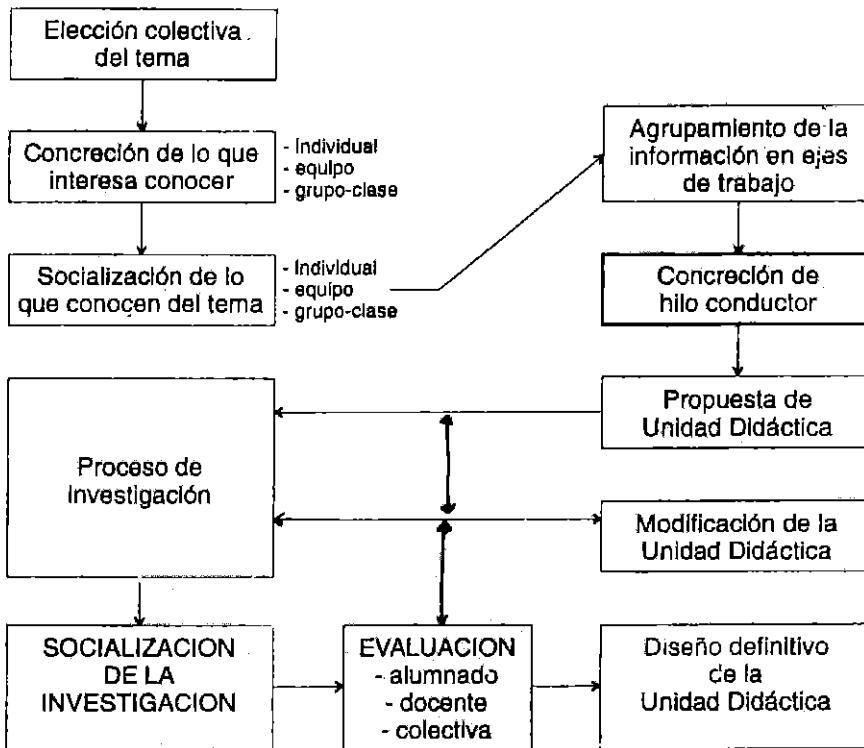 Elección colectiva
del tema
Concreción de lo que
interesa conocer
- Individual
- equipo
- grupo-clase
Socialización de lo
que conocen del tema
- Individual
- equipo
- grupo-clase
Agrupamiento de la
información en ejes
de trabajo
Concreción de
hilo conductor
Propuesta de
Unidad Didáctica
Proceso de
investigación
Modificación de la
Unidad Didáctica
SOCIALIZACION
DE LA
INVESTIGACION
EVALUACION
- alumnado
- docente
- colectiva
Diseño definitivo
de la
Unidad Didáctica